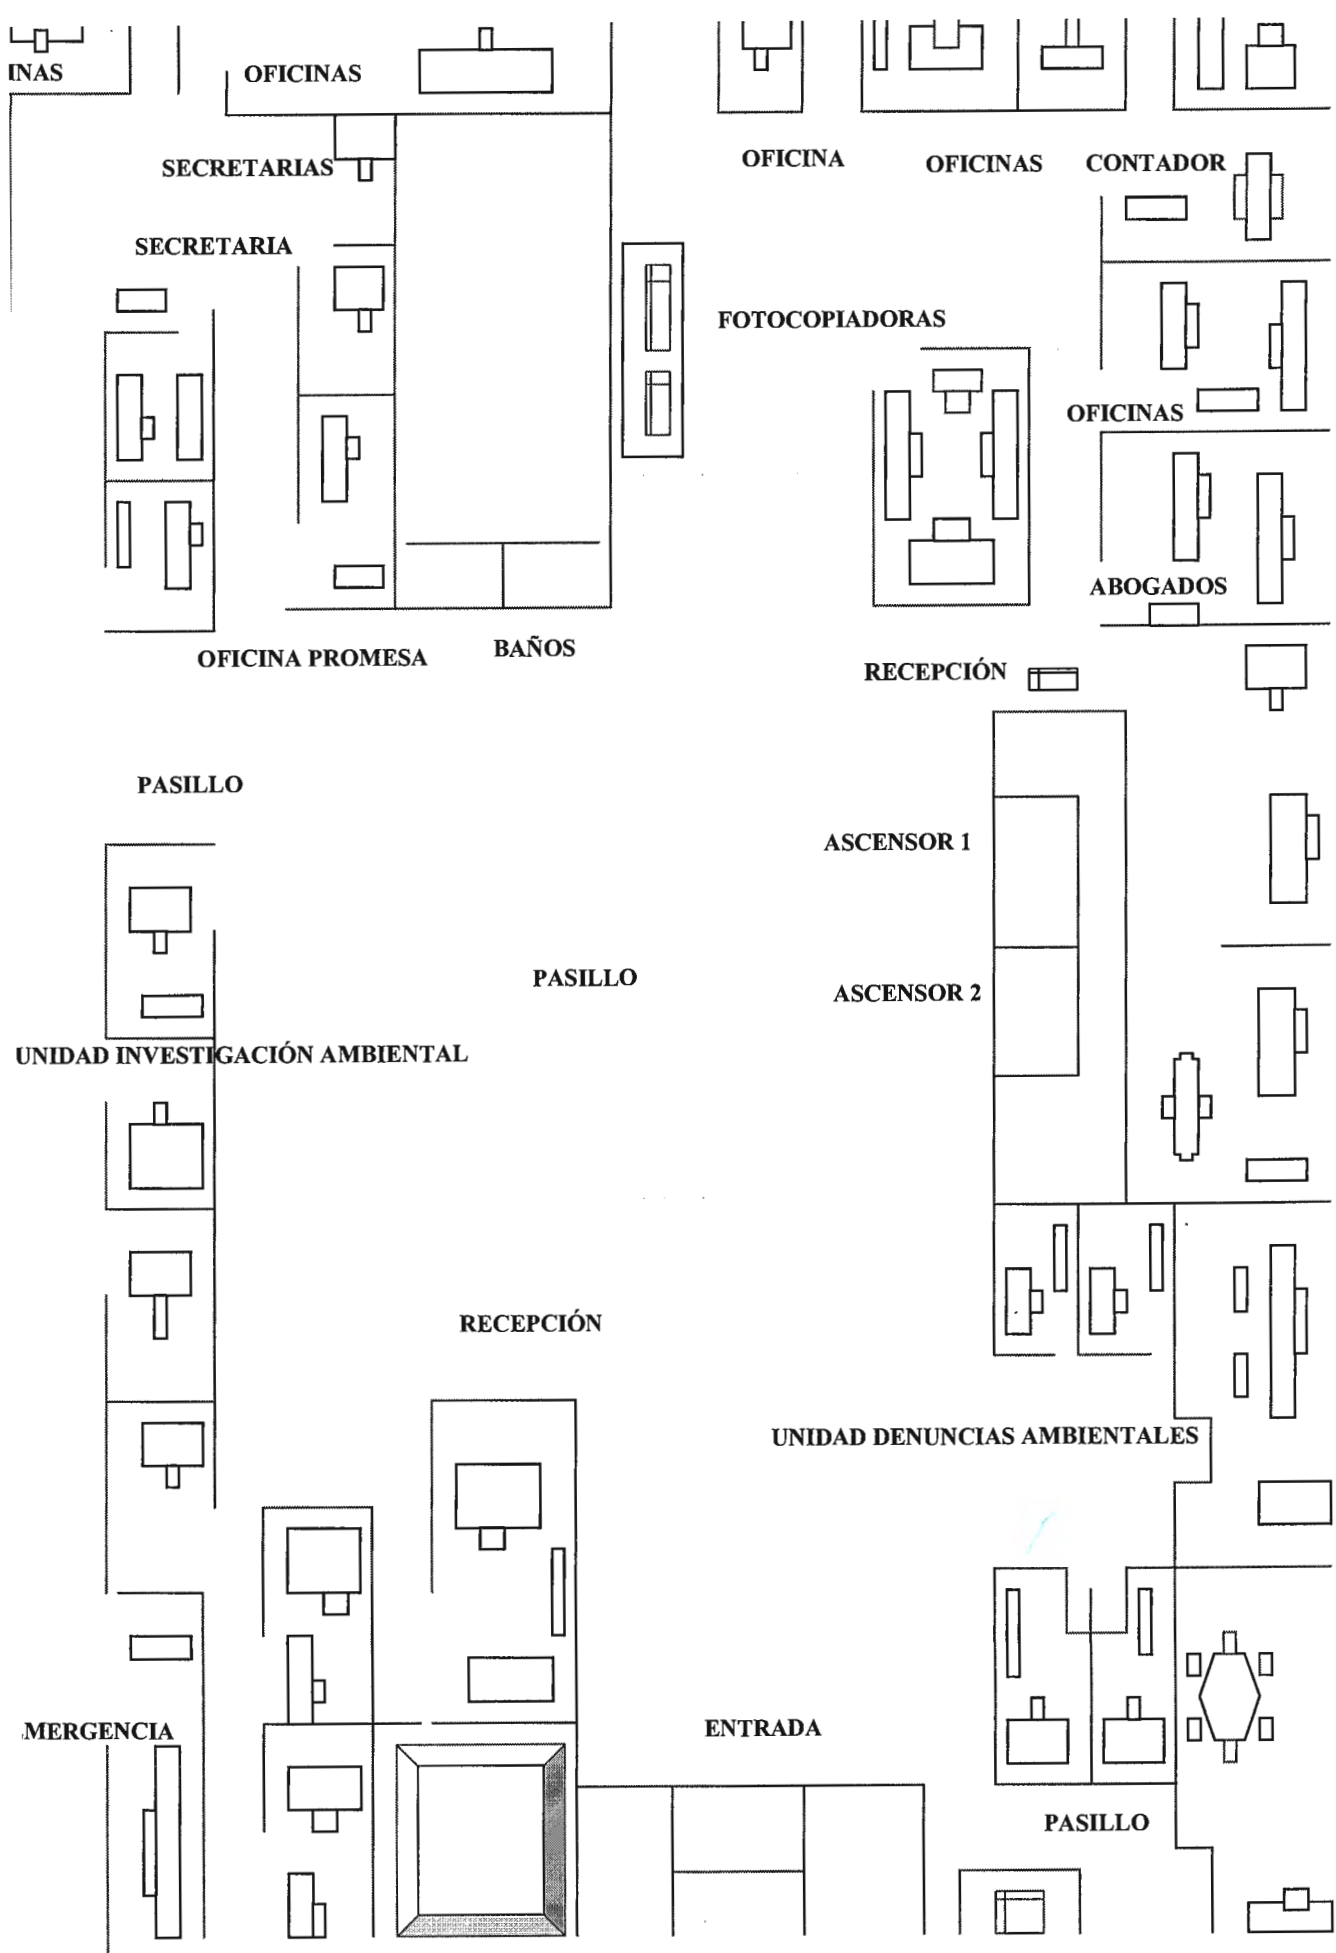 INAS
OFICINAS
SECRETARIAS
OFICINA
OFICINAS
CONTADOR
SECRETARIA
FOTOCOPIADORAS
OFICINAS
ABOGADOS
OFICINA PROMESA
BAÑOS
RECEPCIÓN
PASILLO
ASCENSOR 1
PASILLO
ASCENSOR 2
UNIDAD INVESTIGACIÓN AMBIENTAL
RECEPCIÓN
UNIDAD DENUNCIAS AMBIENTALES
MERGENCIA
ENTRADA
PASILLO